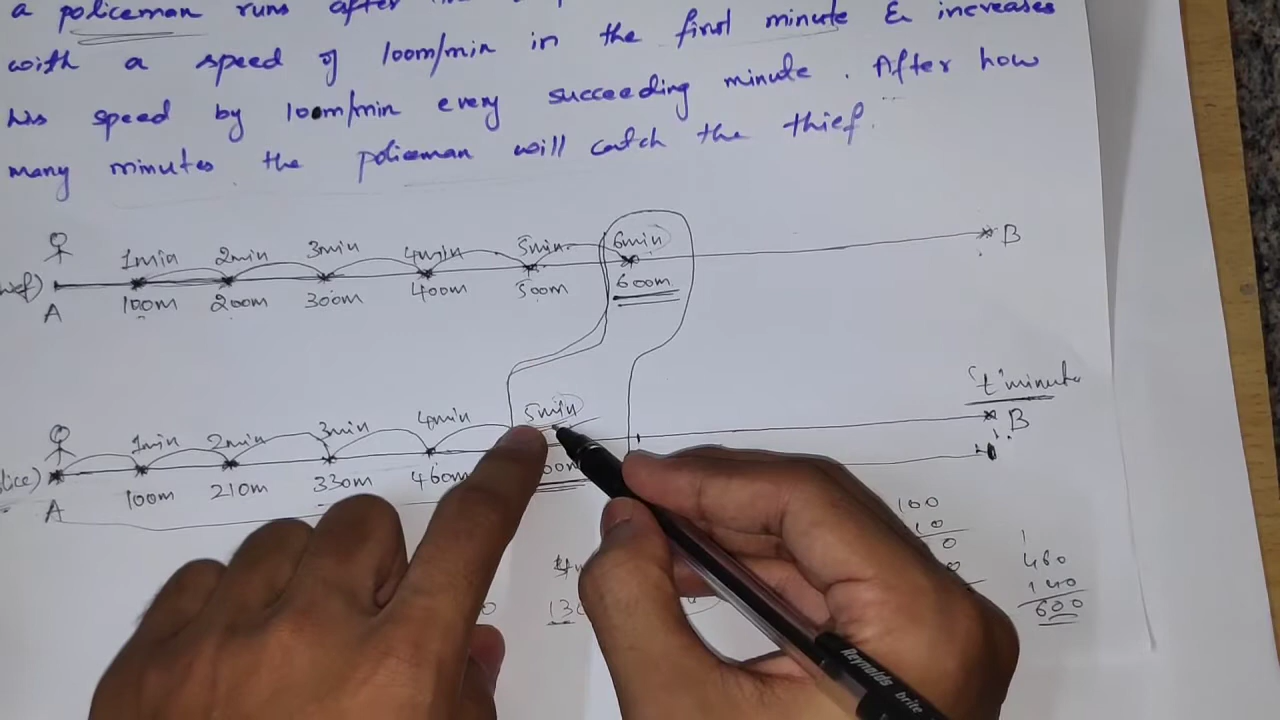 a policeman runs after
with a speed of 100m/min in the first minute & increases
his speed by 100m/min every succeeding minute. After how
many minutes the policeman will catch the thief.
1min 2min 3min 4min 5min 6min
B
A 100m 200m 300m 400m 500m 600m
"t" minute
1min 2min 3min 4min 5min
B
A 100m 210m 330m 460m
100
460
140
600
Reynolds brite